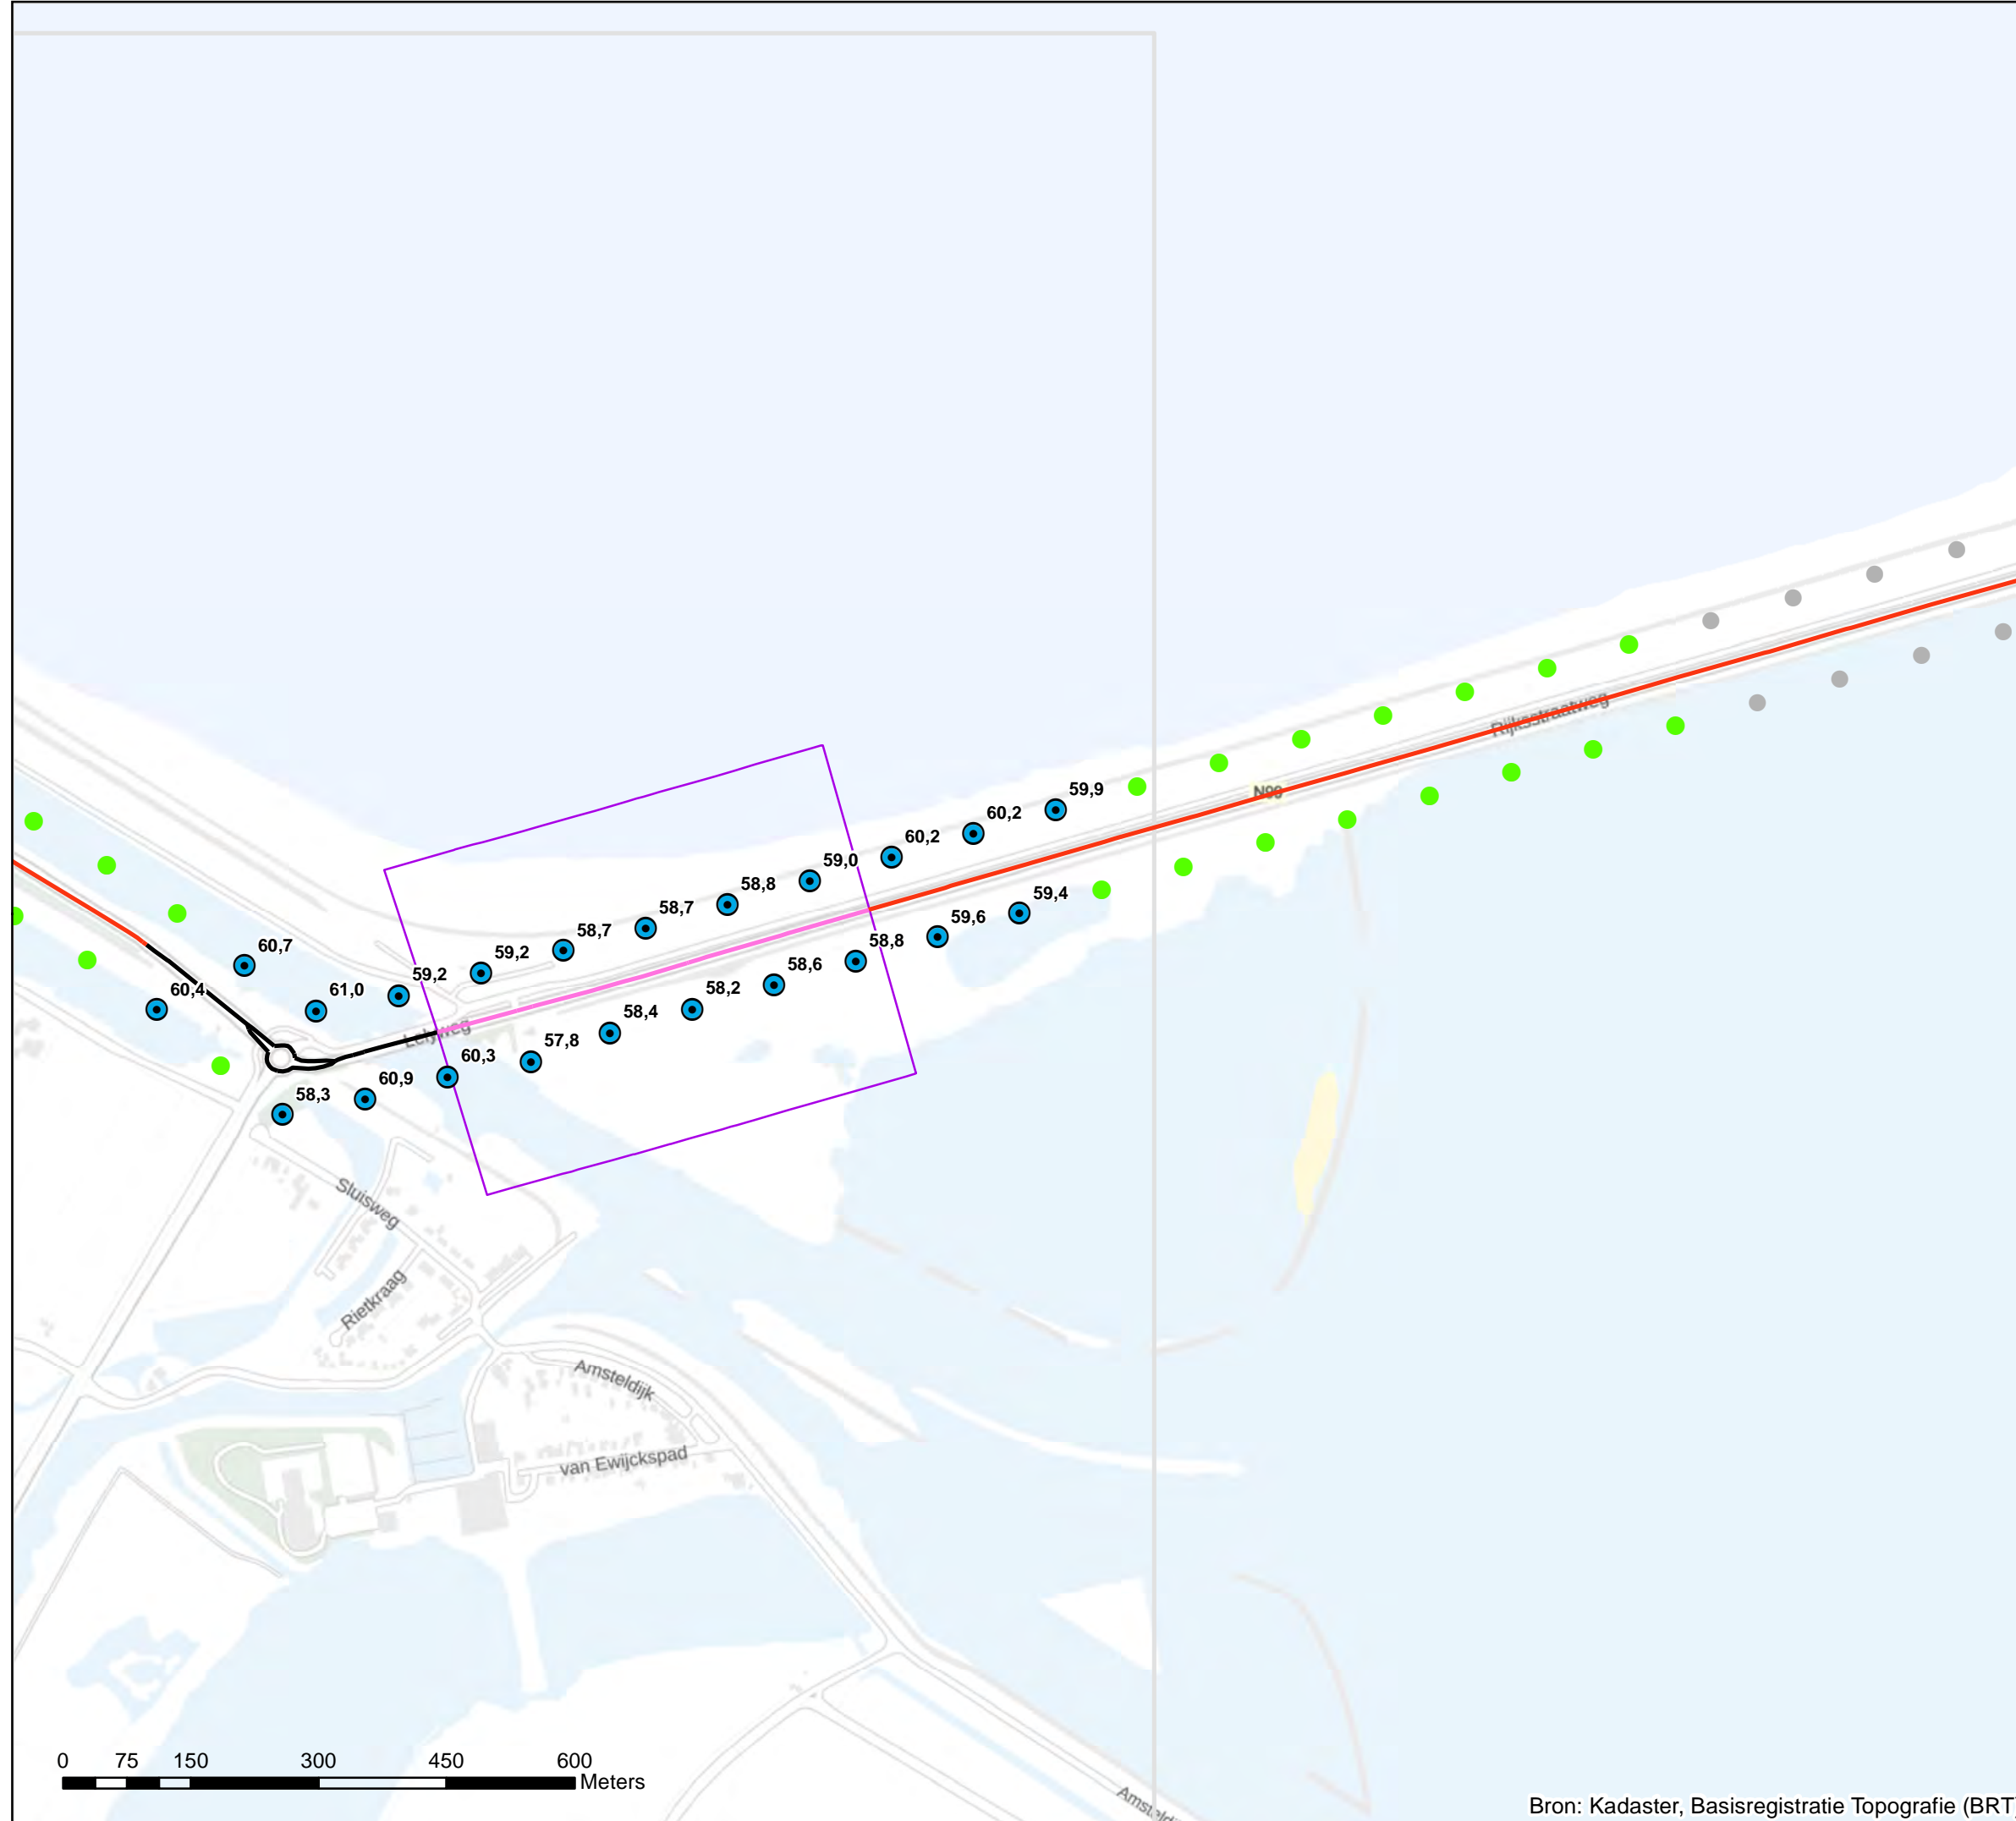 Rijksstraatweg
N99
59,9
60,2
60,2
59,0
58,8
58,7
58,7
59,2
59,2
61,0
60,7
60,4
59,4
59,6
58,8
58,6
58,2
58,4
57,8
60,3
60,9
58,3
Lelyweg
Sluisweg
Rietkraag
Amsteldijk
van Ewijckspad
0 75 150 300 450 600
Meters
Bron: Kadaster, Basisregistratie Topografie (BRT)